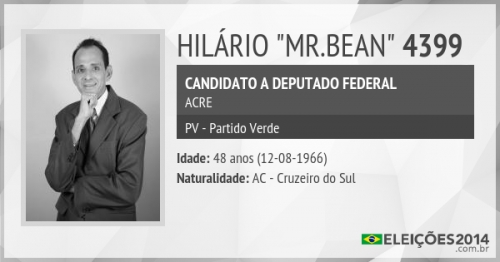 HILÁRIO "MR.BEAN" 4399
CANDIDATO A DEPUTADO FEDERAL
ACRE
PV - Partido Verde
Idade: 48 anos (12-08-1966)
Naturalidade: AC - Cruzeiro do Sul
ELEIÇÕES2014
.com.br